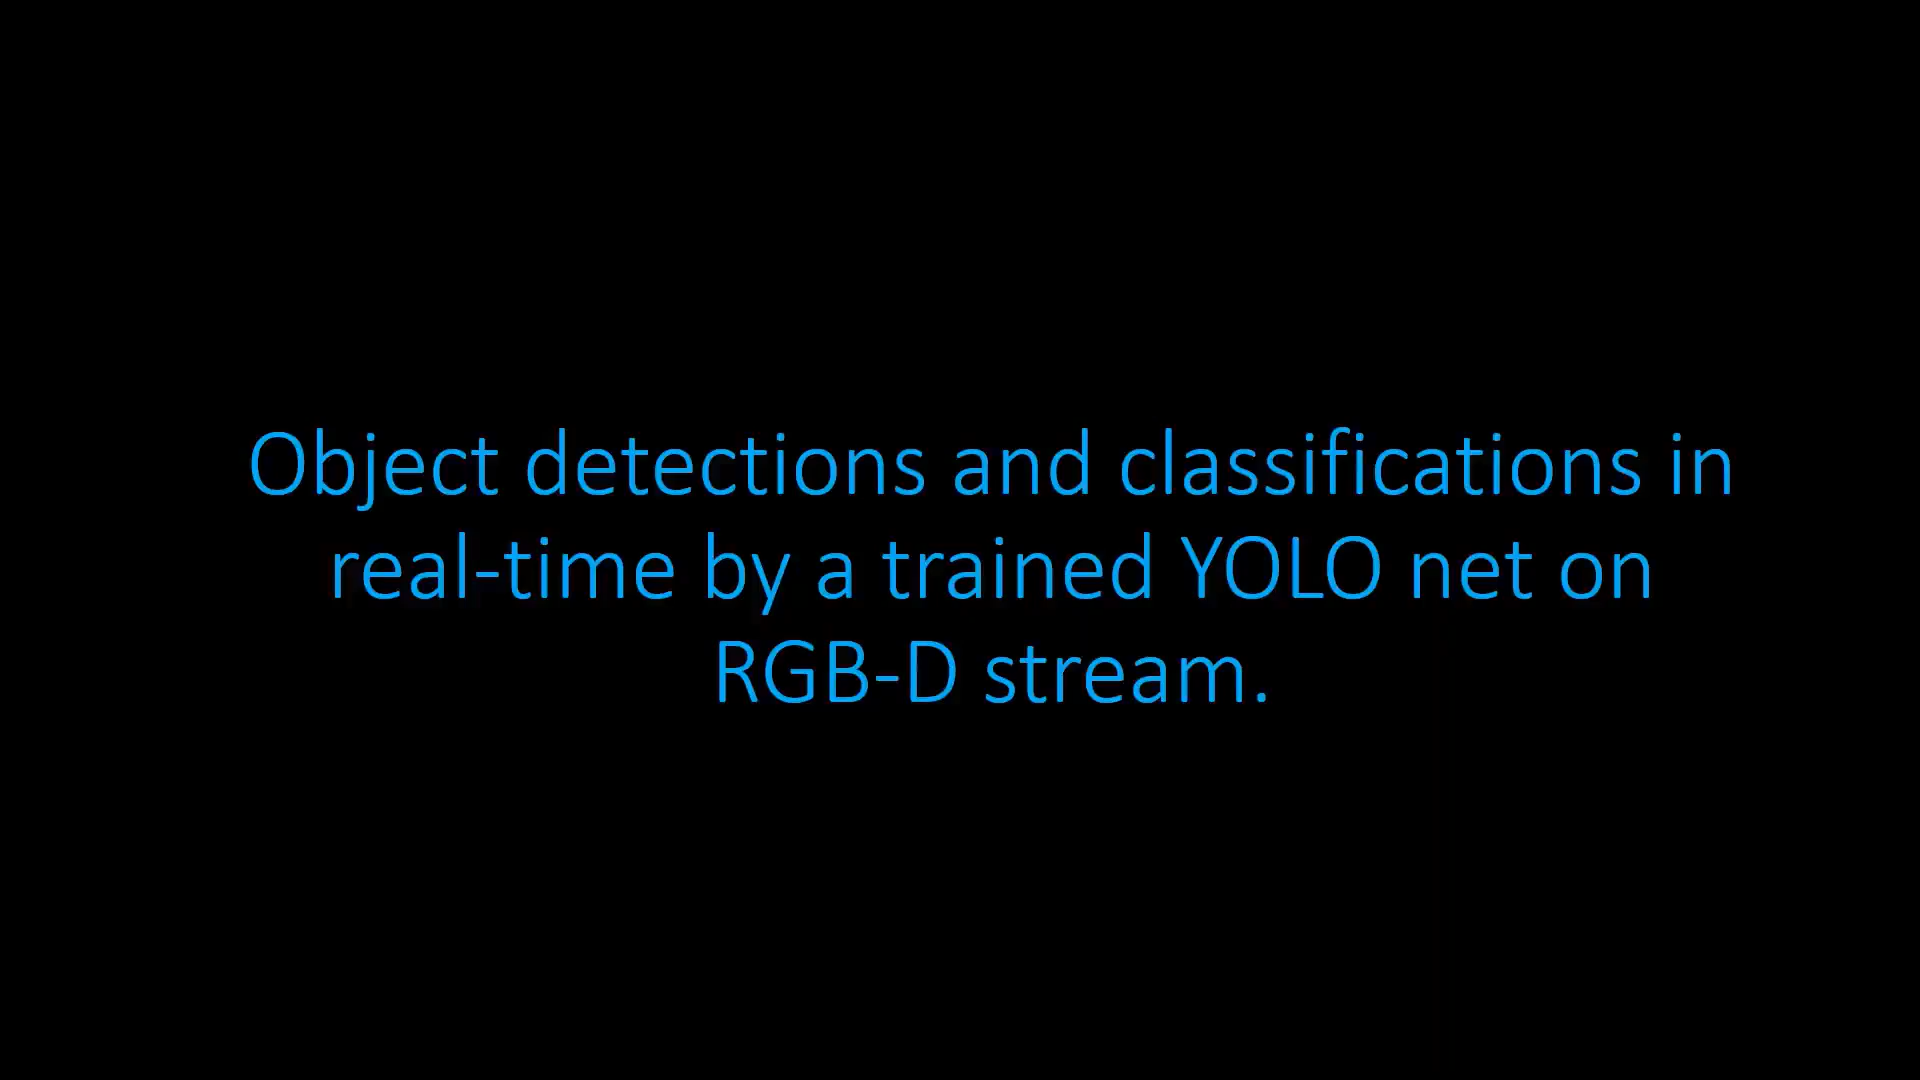 Object detections and classifications in
real-time by a trained YOLO net on
RGB-D stream.